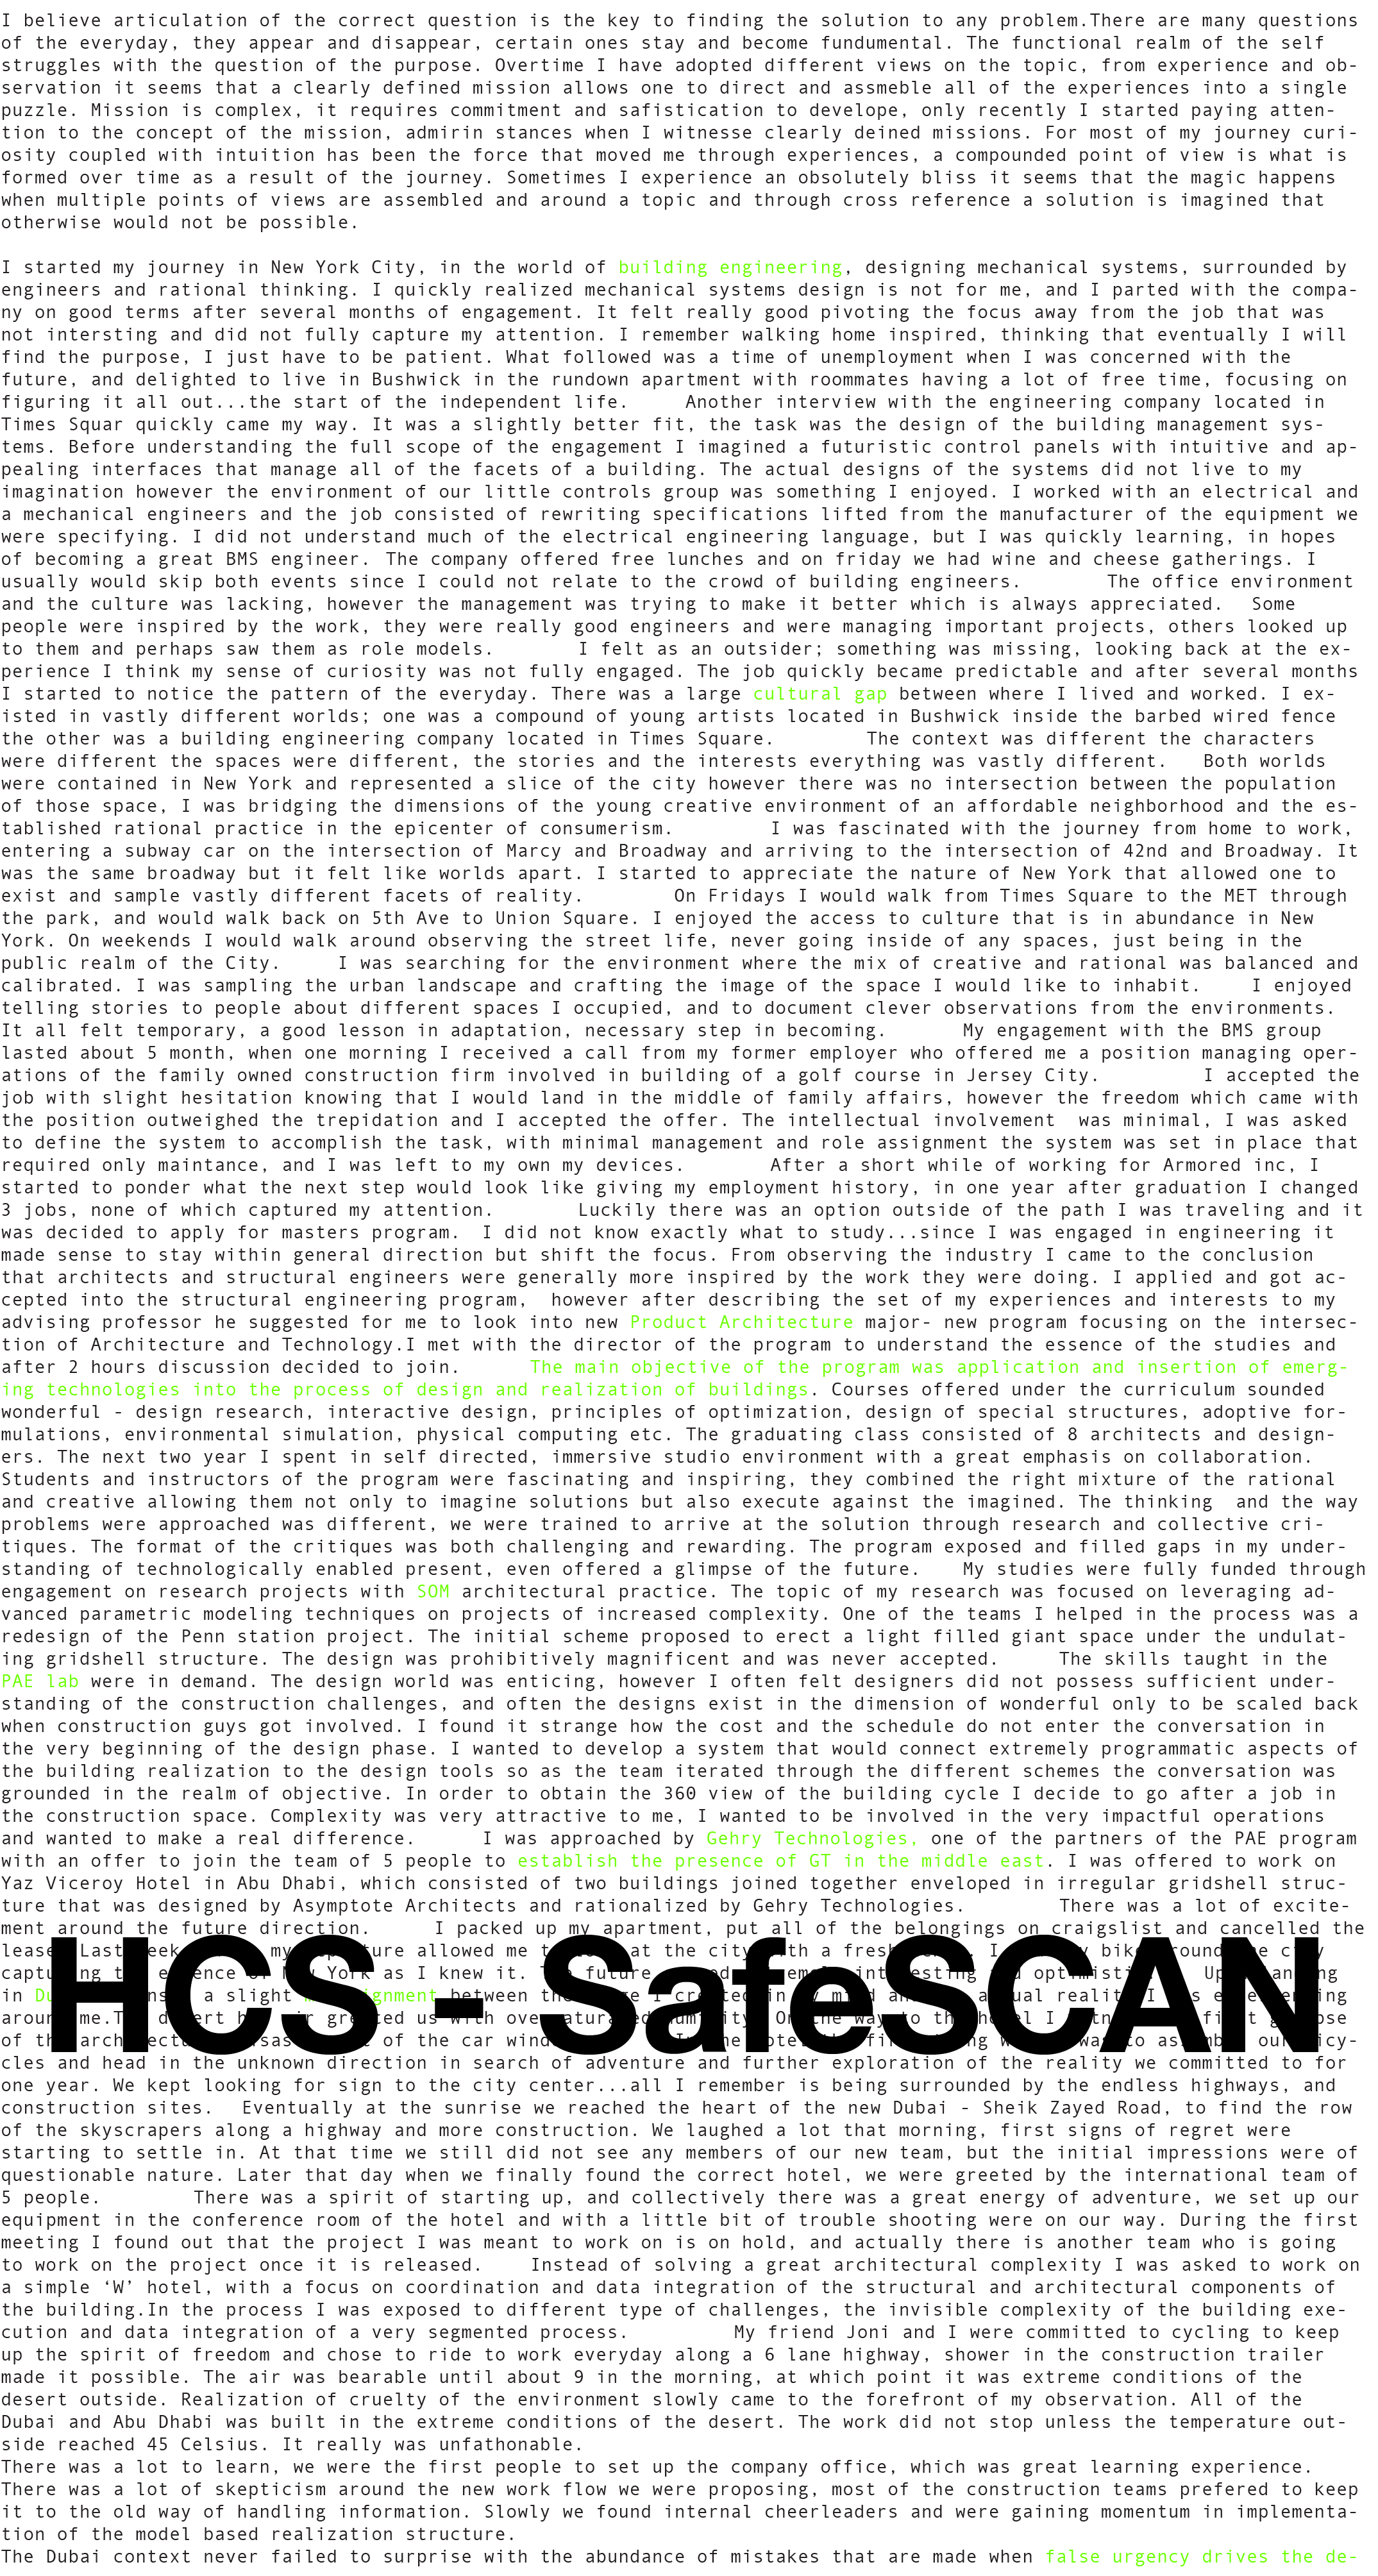 I believe articulation of the correct question is the key to finding the solution to any problem.There are many questions
of the everyday, they appear and disappear, certain ones stay and become fundumental. The functional realm of the self
struggles with the question of the purpose. Overtime I have adopted different views on the topic, from experience and ob-
servation it seems that a clearly defined mission allows one to direct and assmeble all of the experiences into a single
puzzle. Mission is complex, it requires commitment and safistication to develope, only recently I started paying atten-
tion to the concept of the mission, admirin stances when I witnesse clearly deined missions. For most of my journey curi-
osity coupled with intuition has been the force that moved me through experiences, a compounded point of view is what is
formed over time as a result of the journey. Sometimes I experience an absolutely bliss it seems that the magic happens
when multiple points of views are assembled and around a topic and through cross reference a solution is imagined that
otherwise would not be possible.
I started my journey in New York City, in the world of building engineering, designing mechanical systems, surrounded by
engineers and rational thinking. I quickly realized mechanical systems design is not for me, and I parted with the compa-
ny on good terms after several months of engagement. It felt really good pivoting the focus away from the job that was
not intersting and did not fully capture my attention. I remember walking home inspired, thinking that eventually I will
find the purpose, I just have to be patient. What followed was a time of unemployment when I was concerned with the
future, and delighted to live in Bushwick in the rundown apartment with roommates having a lot of free time, focusing on
figuring it all out...the start of the independent life. Another interview with the engineering company located in
Times Squar quickly came my way. It was a slightly better fit, the task was the design of the building management sys-
tems. Before understanding the full scope of the engagement I imagined a futuristic control panels with intuitive and ap-
pealing interfaces that manage all of the facets of a building. The actual designs of the systems did not live to my
imagination however the environment of our little controls group was something I enjoyed. I worked with an electrical and
a mechanical engineers and the job consisted of rewriting specifications lifted from the manufacturer of the equipment we
were specifying. I did not understand much of the electrical engineering language, but I was quickly learning, in hopes
of becoming a great BMS engineer. The company offered free lunches and on friday we had wine and cheese gatherings. I
usually would skip both events since I could not relate to the crowd of building engineers. The office environment
and the culture was lacking, however the management was trying to make it better which is always appreciated. Some
people were inspired by the work, they were really good engineers and were managing important projects, others looked up
to them and perhaps saw them as role models. I felt as an outsider; something was missing, looking back at the ex-
perience I think my sense of curiosity was not fully engaged. The job quickly became predictable and after several months
I started to notice the pattern of the everyday. There was a large cultural gap between where I lived and worked. I ex-
isted in vastly different worlds; one was a compound of young artists located in Bushwick inside the barbed wired fence
the other was a building engineering company located in Times Square. The context was different the characters
were different the spaces were different, the stories and the interests everything was vastly different. Both worlds
were contained in New York and represented a slice of the city however there was no intersection between the population
of those space, I was bridging the dimensions of the young creative environment of an affordable neighborhood and the es-
tablished rational practice in the epicenter of consumerism. I was fascinated with the journey from home to work,
entering a subway car on the intersection of Marcy and Broadway and arriving to the intersection of 42nd and Broadway. It
was the same broadway but it felt like worlds apart. I started to appreciate the nature of New York that allowed one to
exist and sample vastly different facets of reality. On Fridays I would walk from Times Square to the MET through
the park, and would walk back on 5th Ave to Union Square. I enjoyed the access to culture that is in abundance in New
York. On weekends I would walk around observing the street life, never going inside of any spaces, just being in the
public realm of the City. I was searching for the environment where the mix of creative and rational was balanced and
calibrated. I was sampling the urban landscape and crafting the image of the space I would like to inhabit. I enjoyed
telling stories to people about different spaces I occupied, and to document clever observations from the environments.
It all felt temporary, a good lesson in adaptation, necessary step in becoming. My engagement with the BMS group
lasted about 5 month, when one morning I received a call from my former employer who offered me a position managing oper-
ations of the family owned construction firm involved in building of a golf course in Jersey City. I accepted the
job with slight hesitation knowing that I would land in the middle of family affairs, however the freedom which came with
the position outweighed the trepidation and I accepted the offer. The intellectual involvement was minimal, I was asked
to define the system to accomplish the task, with minimal management and role assignment the system was set in place that
required only maintance, and I was left to my own my devices. After a short while of working for Armored inc, I
started to ponder what the next step would look like giving my employment history, in one year after graduation I changed
3 jobs, none of which captured my attention. Luckily there was an option outside of the path I was traveling and it
was decided to apply for masters program. I did not know exactly what to study...since I was engaged in engineering it
made sense to stay within general direction but shift the focus. From observing the industry I came to the conclusion
that architects and structural engineers were generally more inspired by the work they were doing. I applied and got ac-
cepted into the structural engineering program, however after describing the set of my experiences and interests to my
advising professor he suggested for me to look into new Product Architecture major- new program focusing on the intersec-
tion of Architecture and Technology.I met with the director of the program to understand the essence of the studies and
after 2 hours discussion decided to join. The main objective of the program was application and insertion of emerg-
ing technologies into the process of design and realization of buildings. Courses offered under the curriculum sounded
wonderful - design research, interactive design, principles of optimization, design of special structures, adoptive for-
mulations, environmental simulation, physical computing etc. The graduating class consisted of 8 architects and design-
ers. The next two year I spent in self directed, immersive studio environment with a great emphasis on collaboration.
Students and instructors of the program were fascinating and inspiring, they combined the right mixture of the rational
and creative allowing them not only to imagine solutions but also execute against the imagined. The thinking and the way
problems were approached was different, we were trained to arrive at the solution through research and collective cri-
tiques. The format of the critiques was both challenging and rewarding. The program exposed and filled gaps in my under-
standing of technologically enabled present, even offered a glimpse of the future. My studies were fully funded through
engagement on research projects with SOM architectural practice. The topic of my research was focused on leveraging ad-
vanced parametric modeling techniques on projects of increased complexity. One of the teams I helped in the process was a
redesign of the Penn station project. The initial scheme proposed to erect a light filled giant space under the undulat-
ing gridshell structure. The design was prohibitively magnificent and was never accepted. The skills taught in the
PAE lab were in demand. The design world was enticing, however I often felt designers did not possess sufficient under-
standing of the construction challenges, and often the designs exist in the dimension of wonderful only to be scaled back
when construction guys got involved. I found it strange how the cost and the schedule do not enter the conversation in
the very beginning of the design phase. I wanted to develop a system that would connect extremely programmatic aspects of
the building realization to the design tools so as the team iterated through the different schemes the conversation was
grounded in the realm of objective. In order to obtain the 360 view of the building cycle I decide to go after a job in
the construction space. Complexity was very attractive to me, I wanted to be involved in the very impactful operations
and wanted to make a real difference. I was approached by Gehry Technologies, one of the partners of the PAE program
with an offer to join the team of 5 people to establish the presence of GT in the middle east. I was offered to work on
Yaz Viceroy Hotel in Abu Dhabi, which consisted of two buildings joined together enveloped in irregular gridshell struc-
ture that was designed by Asymptote Architects and rationalized by Gehry Technologies. There was a lot of excite-
ment around the future direction. I packed up my apartment, put all of the belongings on craigslist and cancelled the
lease. Last my allowed me at the city with a fresh I my bike around the city
York as I knew it. future
in a slight between the I created in my mind and
around me.The desert greeted us with On the way to the hotel I
of the of the car In the hotel the first thing was to assemble our bicy-
cles and head in the unknown direction in search of adventure and further exploration of the reality we committed to for
HCS - SafeSCAN
one year. We kept looking for sign to the city center...all I remember is being surrounded by the endless highways, and
construction sites. Eventually at the sunrise we reached the heart of the new Dubai - Sheik Zayed Road, to find the row
of the skyscrapers along a highway and more construction. We laughed a lot that morning, first signs of regret were
starting to settle in. At that time we still did not see any members of our new team, but the initial impressions were of
questionable nature. Later that day when we finally found the correct hotel, we were greeted by the international team of
5 people. There was a spirit of starting up, and collectively there was a great energy of adventure, we set up our
equipment in the conference room of the hotel and with a little bit of trouble shooting were on our way. During the first
meeting I found out that the project I was meant to work on is on hold, and actually there is another team who is going
to work on the project once it is released. Instead of solving a great architectural complexity I was asked to work on
a simple ‘W’ hotel, with a focus on coordination and data integration of the structural and architectural components of
the building.In the process I was exposed to different type of challenges, the invisible complexity of the building exe-
cution and data integration of a very segmented process. My friend Joni and I were committed to cycling to keep
up the spirit of freedom and chose to ride to work everyday along a 6 lane highway, shower in the construction trailer
made it possible. The air was bearable until about 9 in the morning, at which point it was extreme conditions of the
desert outside. Realization of cruelty of the environment slowly came to the forefront of my observation. All of the
Dubai and Abu Dhabi was built in the extreme conditions of the desert. The work did not stop unless the temperature out-
side reached 45 Celsius. It really was unfathonable.
There was a lot to learn, we were the first people to set up the company office, which was great learning experience.
There was a lot of skepticism around the new work flow we were proposing, most of the construction teams prefered to keep
it to the old way of handling information. Slowly we found internal cheerleaders and were gaining momentum in implementa-
tion of the model based realization structure.
The Dubai context never failed to surprise with the abundance of mistakes that are made when false urgency drives the de-